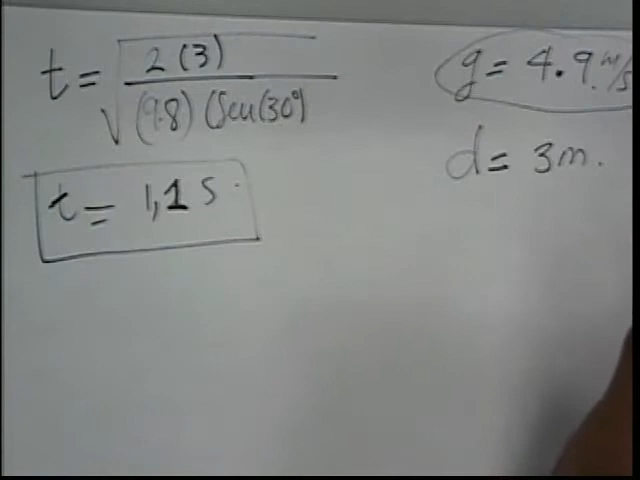 t = √ 2 (3) / (9.8) (Sen(30°)
t = 1,1 s.
g = 4.9 m/s
d = 3m.